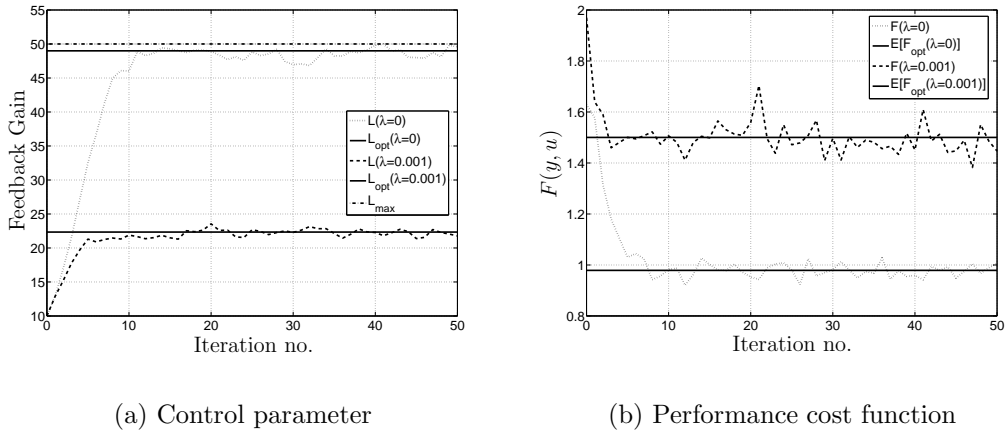 55
50
45
40
35
30
25
20
15
10
Feedback Gain
0 10 20 30 40 50
Iteration no.
L(λ=0)
L_opt(λ=0)
L(λ=0.001)
L_opt(λ=0.001)
L_max
(a) Control parameter
2
1.8
1.6
1.4
1.2
1
0.8
F(y, u)
0 10 20 30 40 50
Iteration no.
F(λ=0)
E[F_opt(λ=0)]
F(λ=0.001)
E[F_opt(λ=0.001)]
(b) Performance cost function